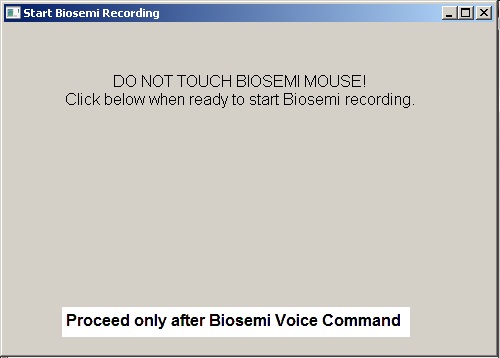 Start Biosemi Recording
DO NOT TOUCH BIOSEMI MOUSE!
Click below when ready to start Biosemi recording.
Proceed only after Biosemi Voice Command